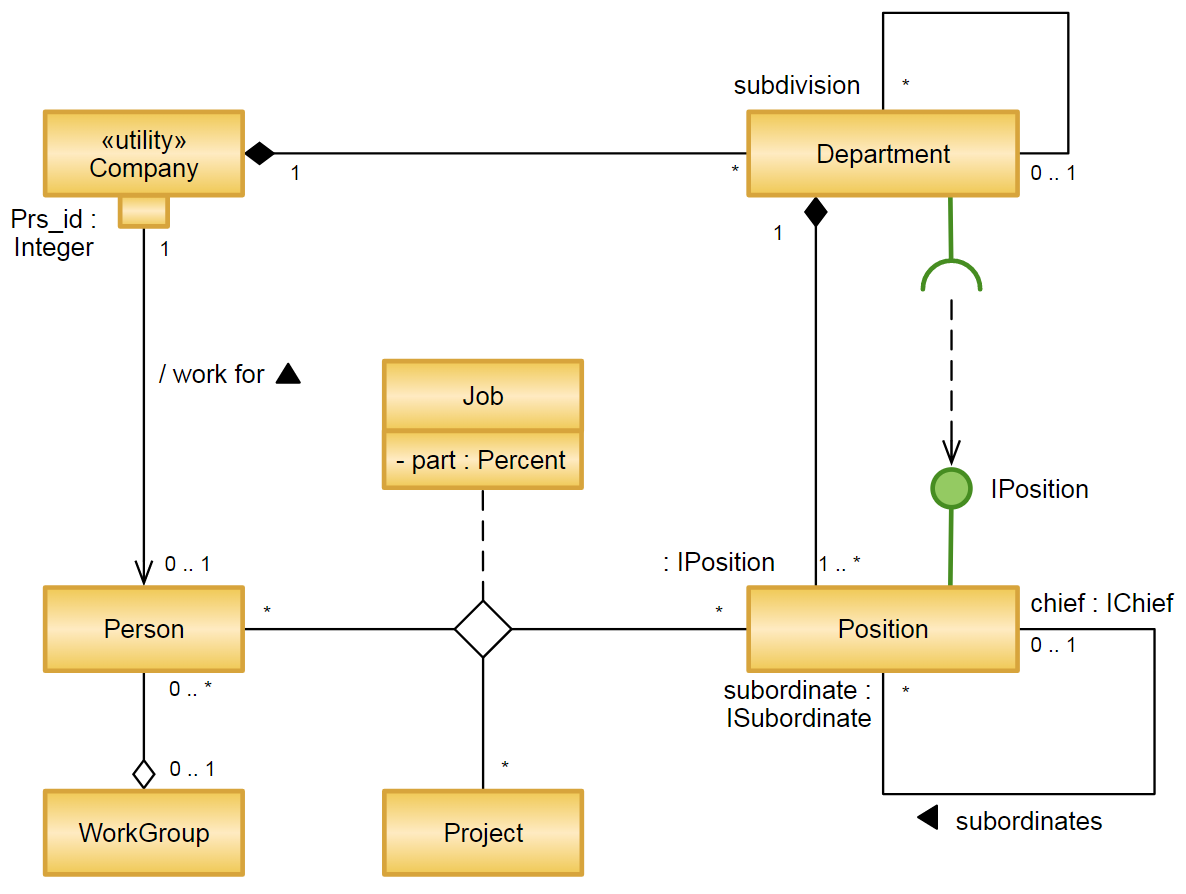 subdivision
*
«utility»
Company
1
*
Department
0 .. 1
Prs_id :
Integer
1
1
/ work for
Job
- part : Percent
IPosition
0 .. 1
: IPosition
1 .. *
Person
*
*
Position
chief : IChief
0 .. 1
0 .. *
subordinate :
ISubordinate
*
0 .. 1
*
WorkGroup
Project
subordinates